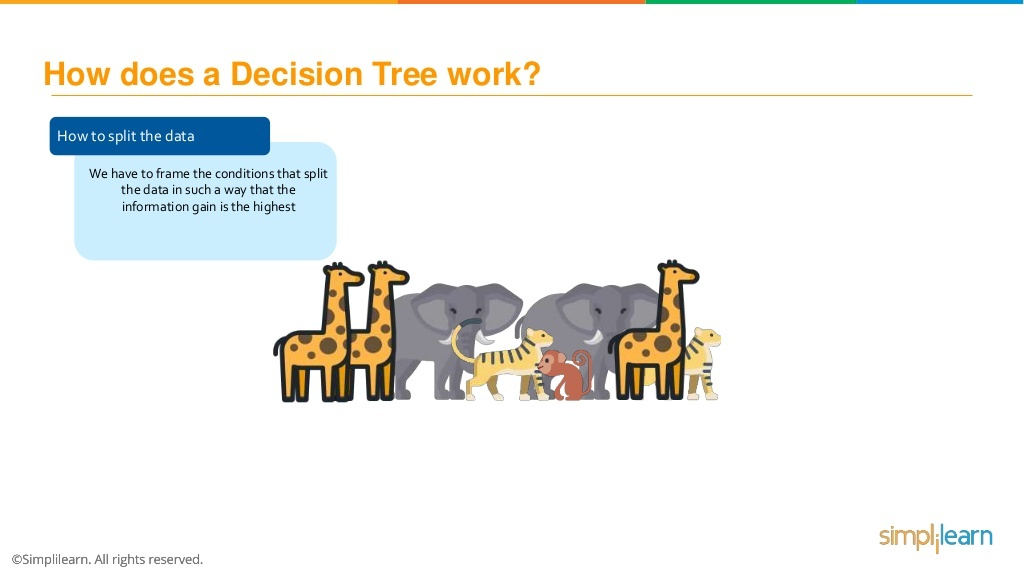 How does a Decision Tree work?
How to split the data
We have to frame the conditions that split
the data in such a way that the
information gain is the highest
simplilearn
©Simplilearn. All rights reserved.